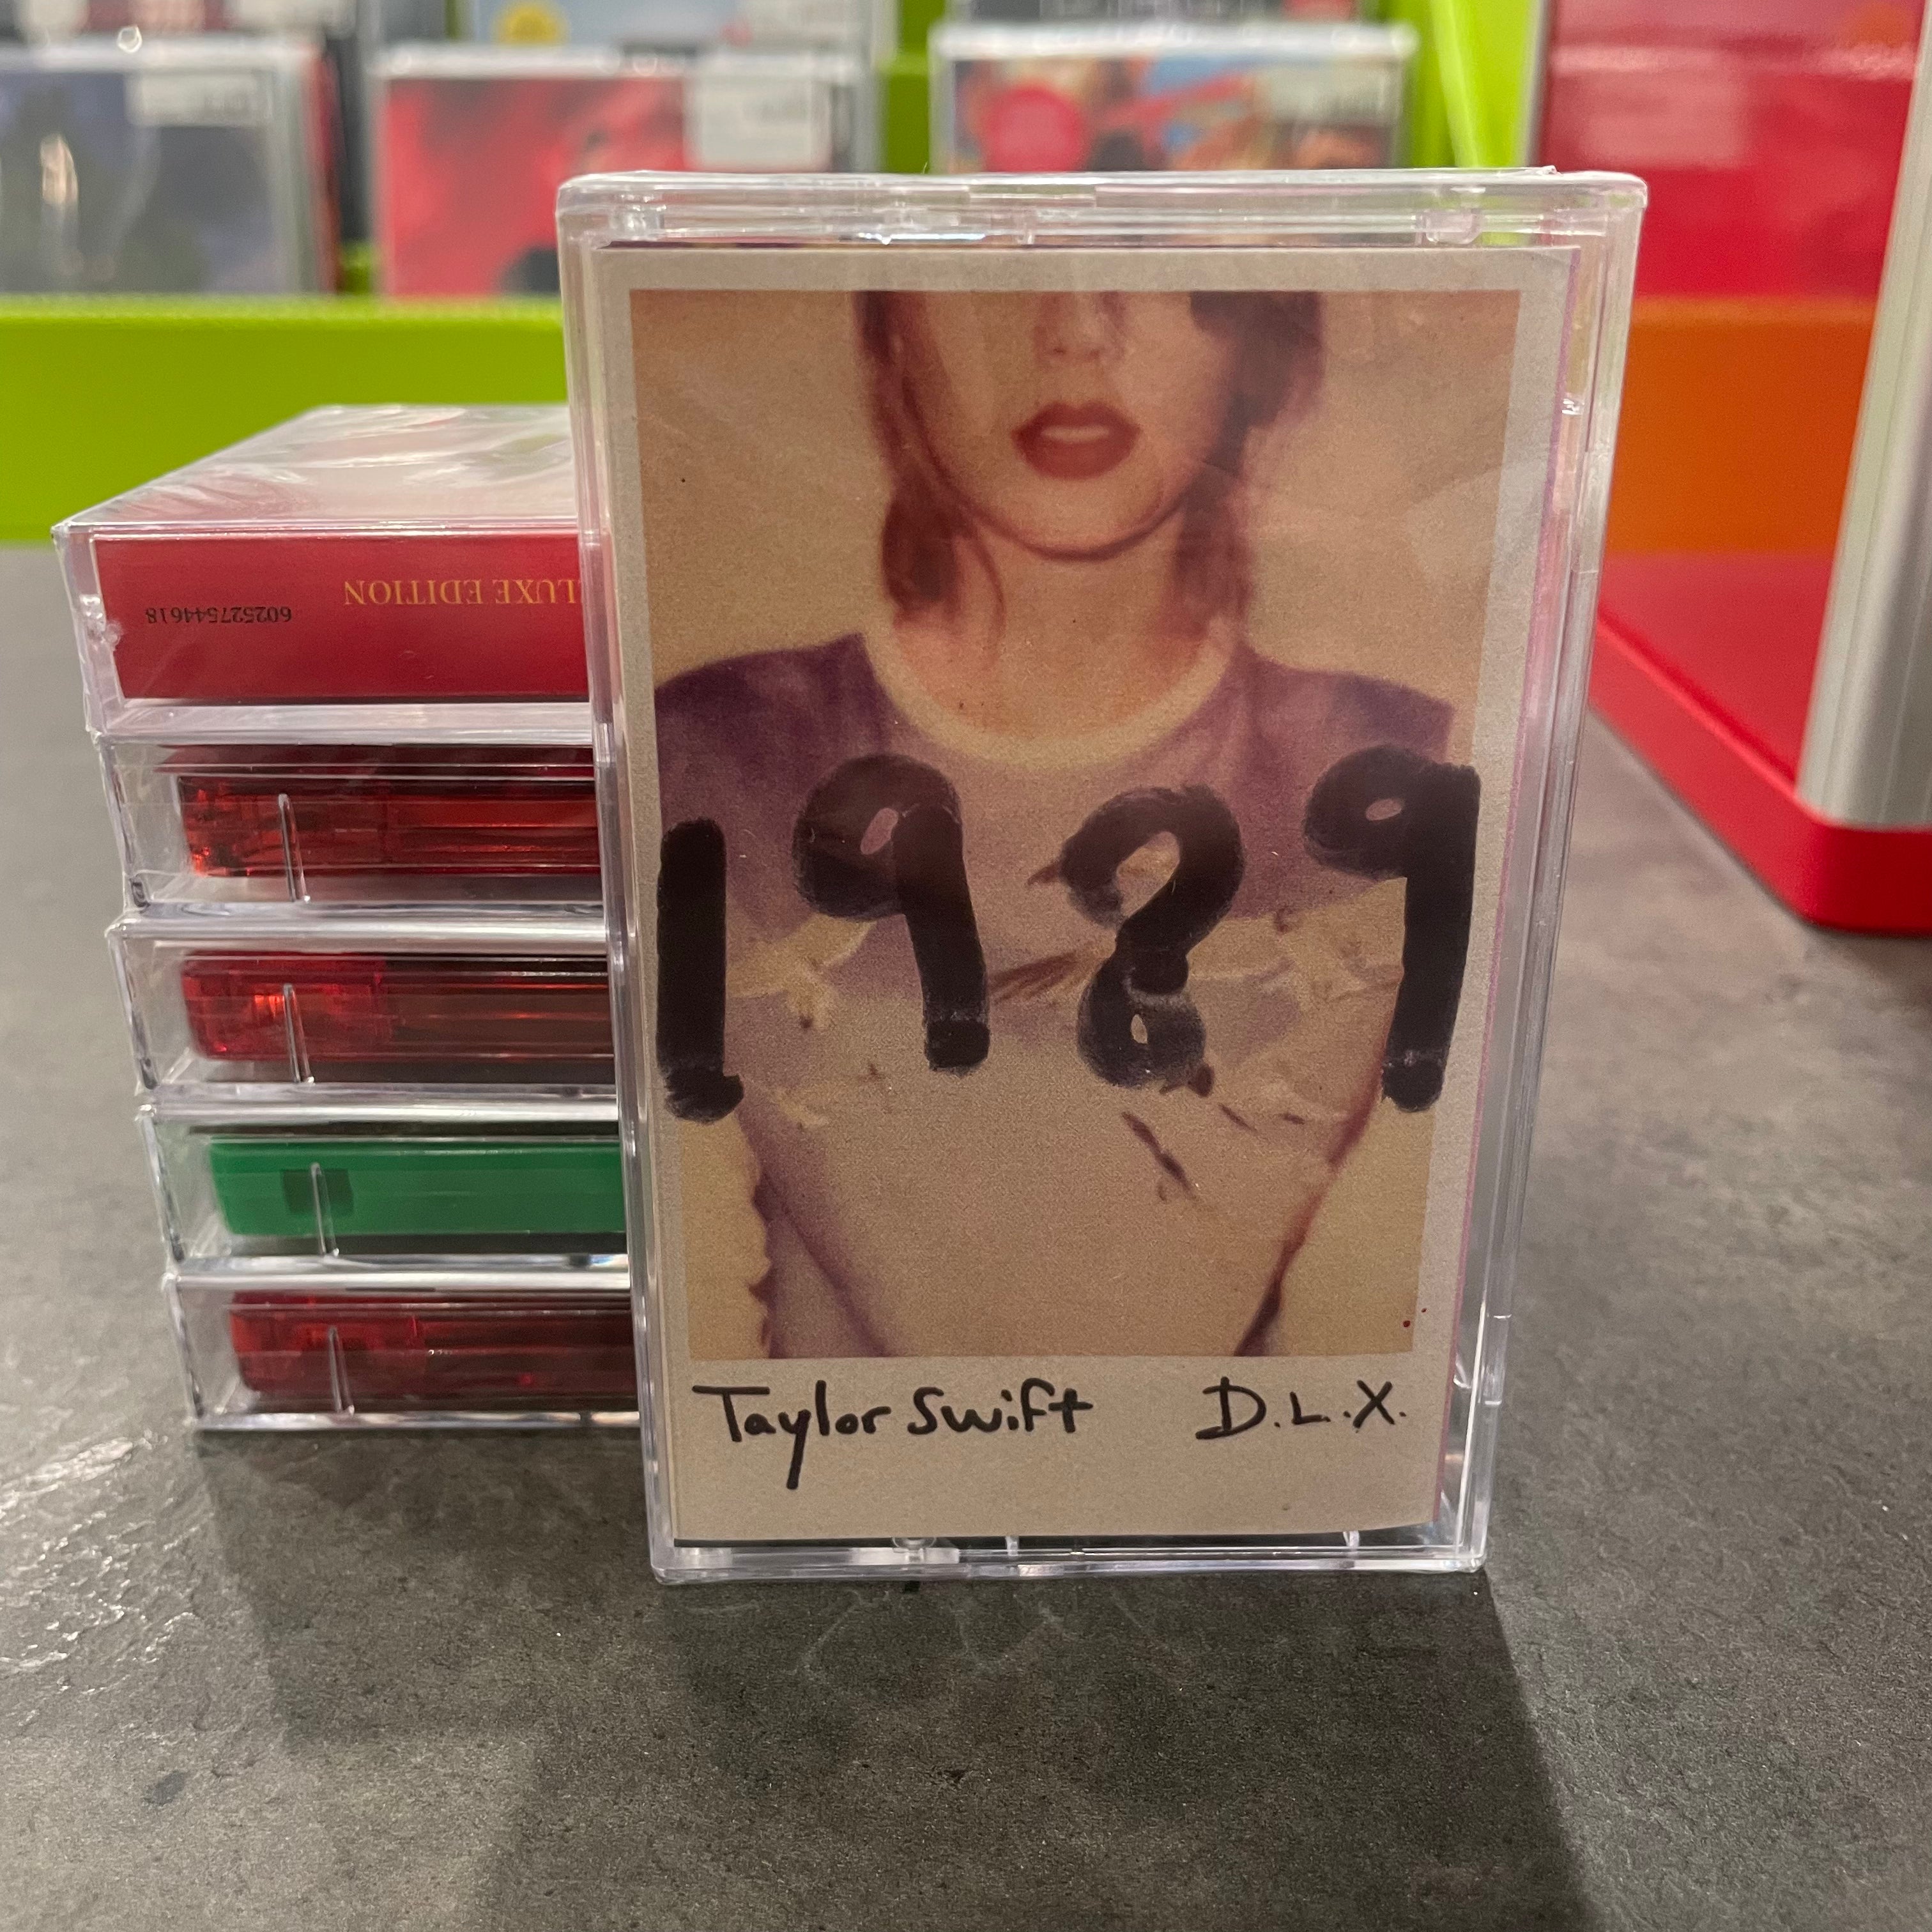 LUXE EDITION
602527544618
1989
Taylor Swift D.L.X.